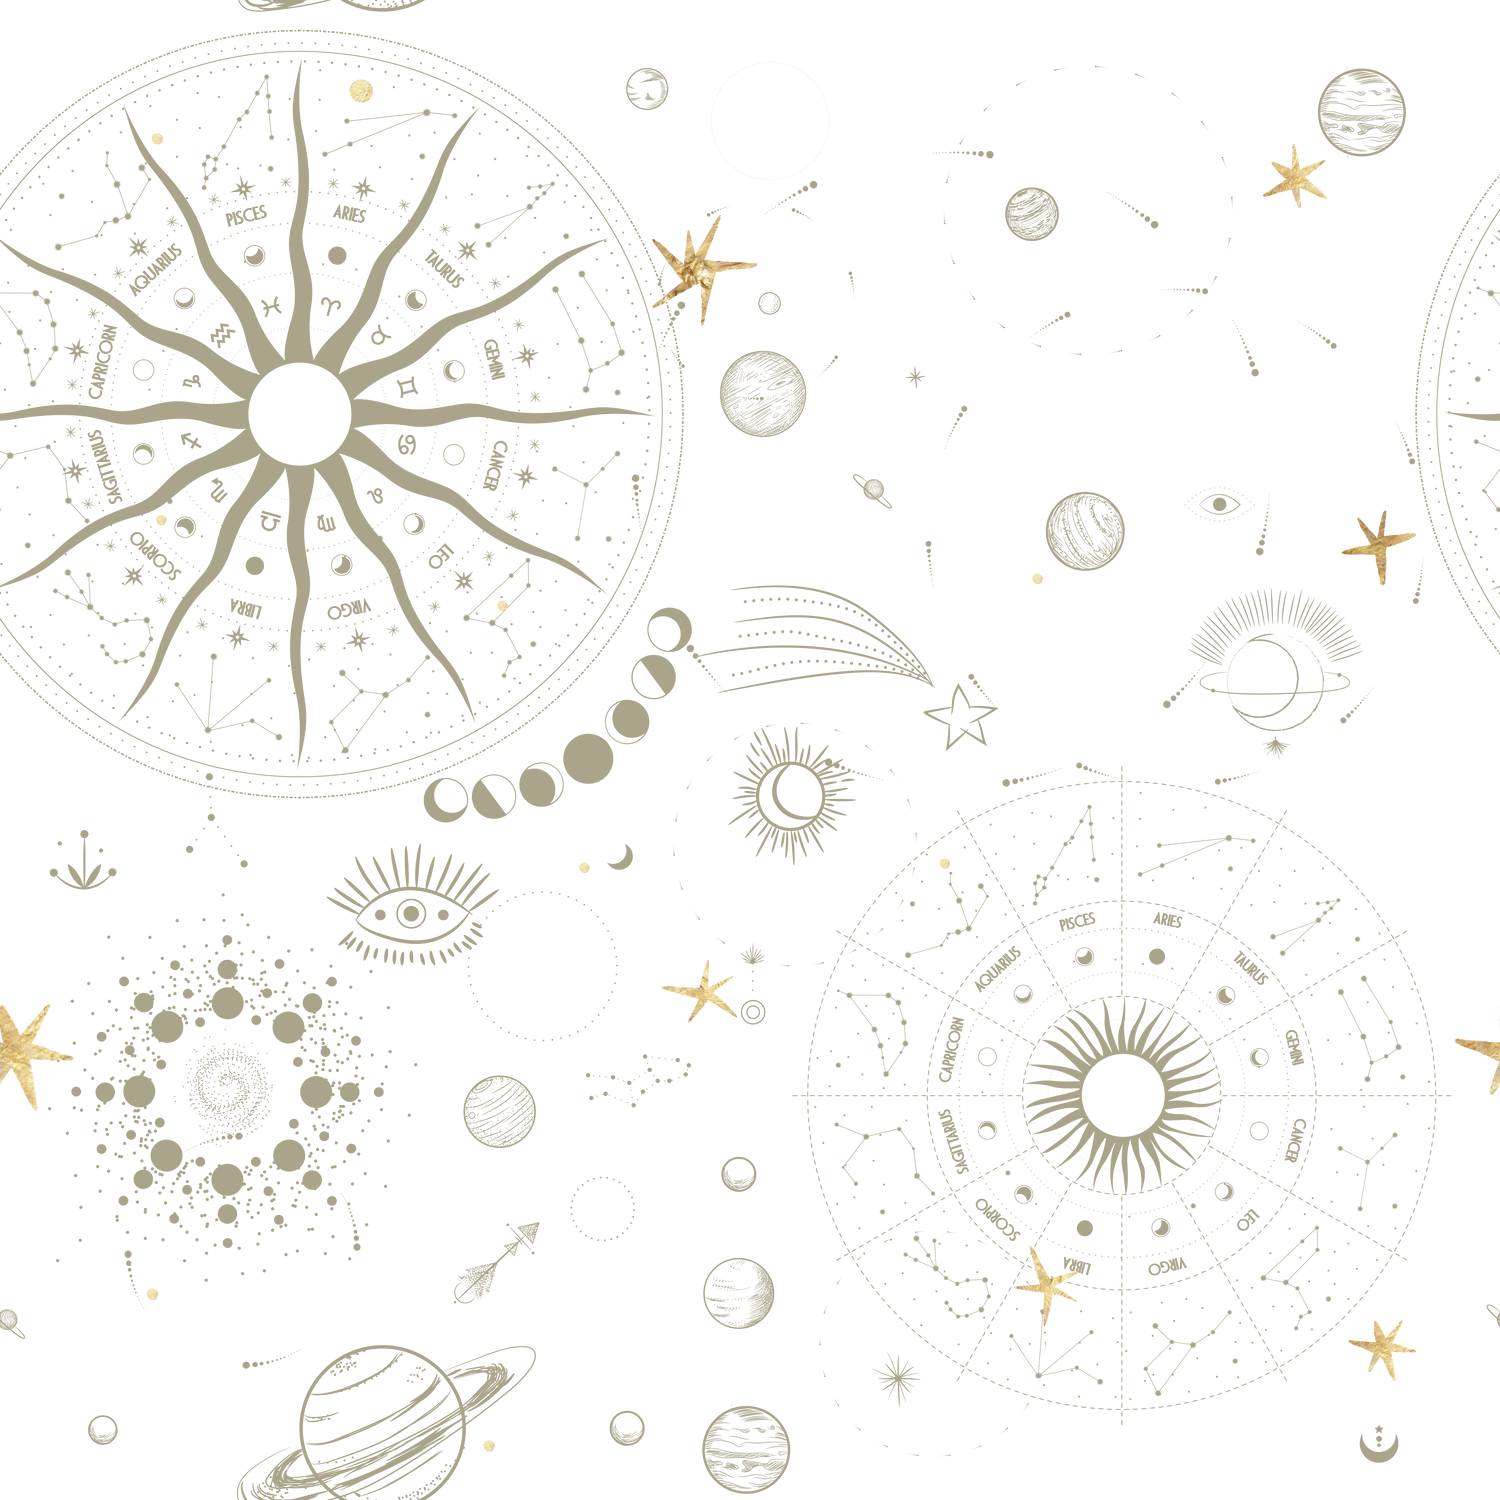 PISCES
ARIES
AQUARIUS
TAURUS
CAPRICORN
GEMINI
SAGITTARIUS
CANCER
SCORPIO
LEO
LIBRA
VIRGO
PISCES
ARIES
AQUARIUS
TAURUS
CAPRICORN
GEMINI
SAGITTARIUS
CANCER
SCORPIO
LEO
LIBRA
VIRGO